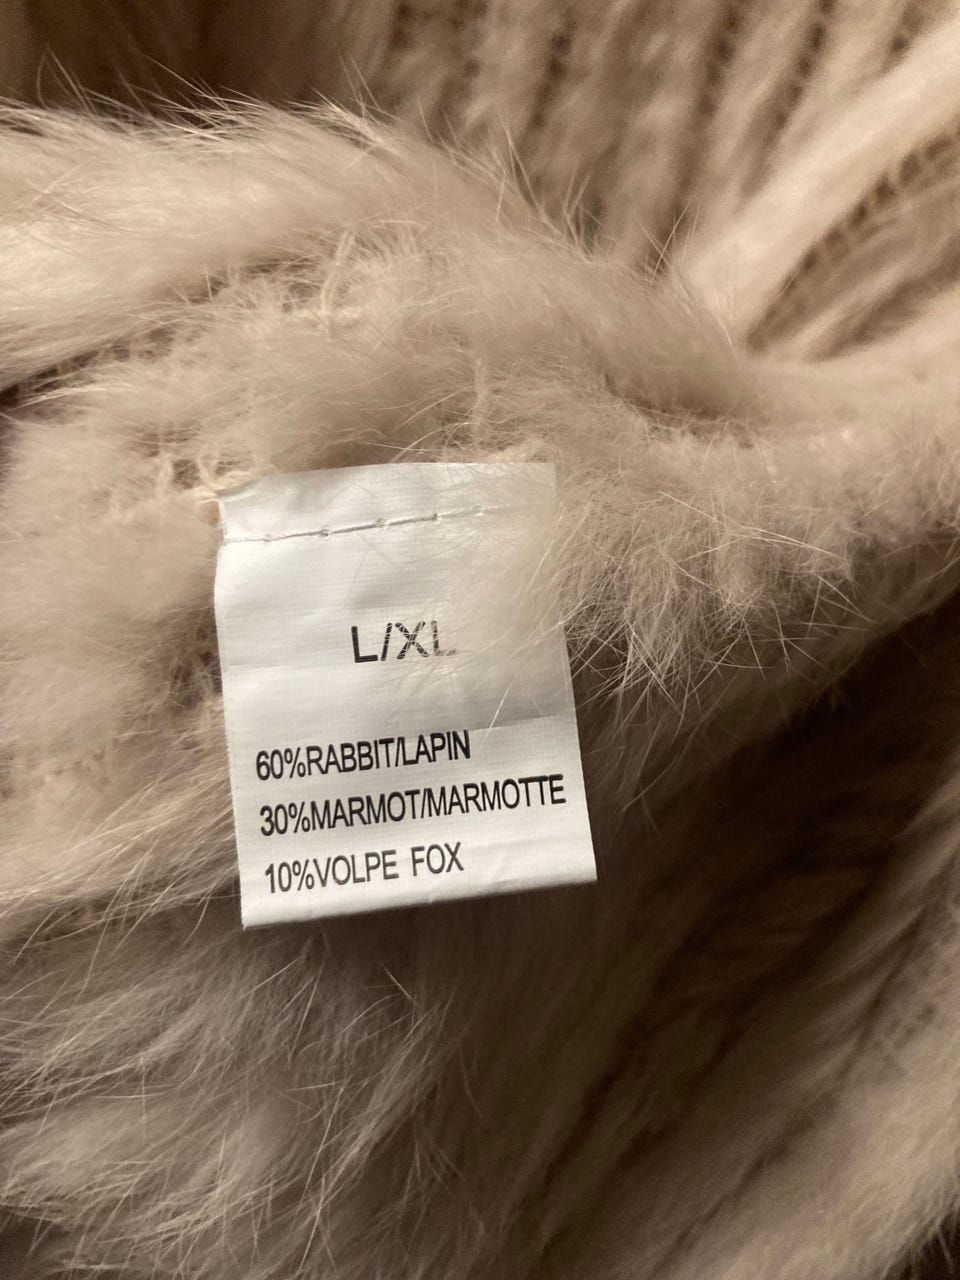 L/XL
60%RABBIT/LAPIN
30%MARMOT/MARMOTTE
10%VOLPE FOX